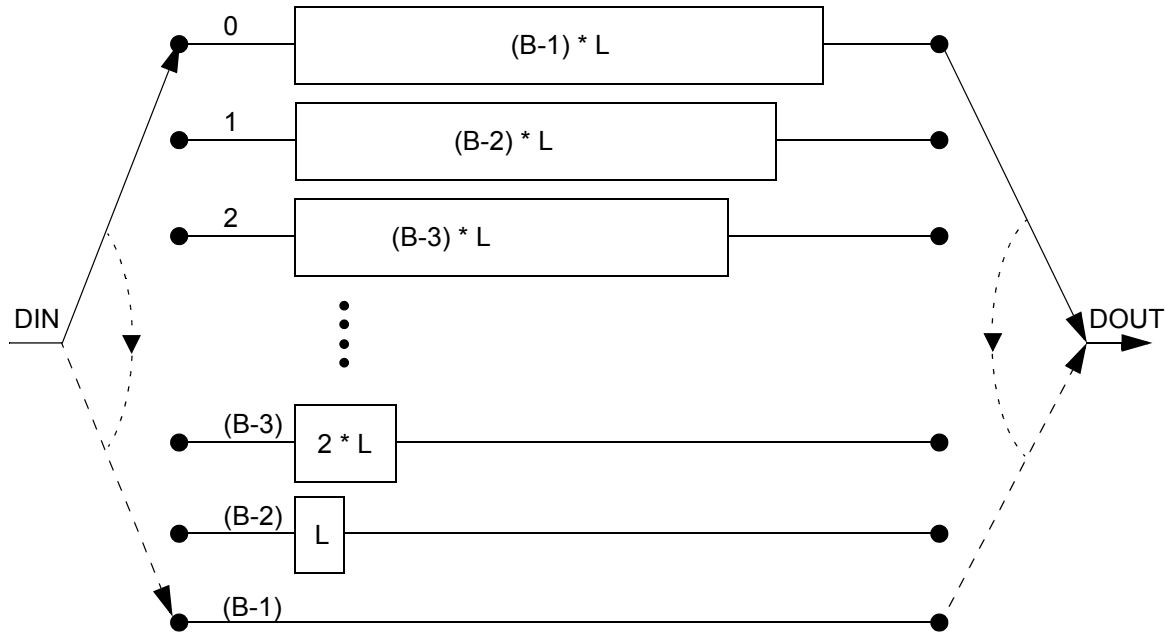 0
(B-1) * L
1
(B-2) * L
2
(B-3) * L
DIN
DOUT
(B-3)
2 * L
(B-2)
L
(B-1)